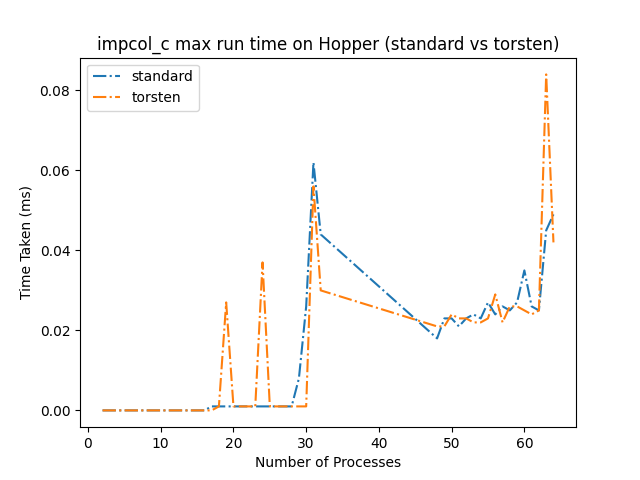 impcol_c max run time on Hopper (standard vs torsten)
standard
torsten
Time Taken (ms)
0.08
0.06
0.04
0.02
0.00
0 10 20 30 40 50 60
Number of Processes